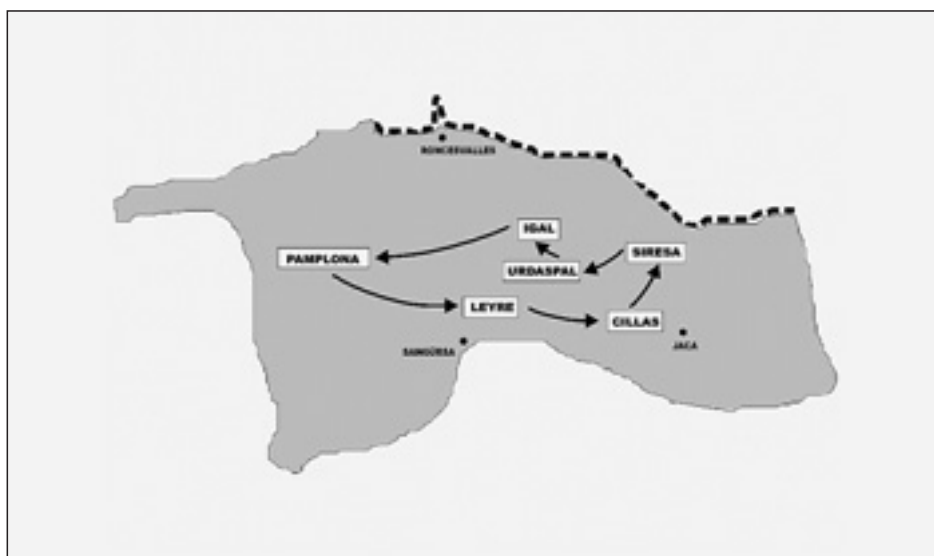 RONCESVALLES
IGAL
PAMPLONA
SIRESA
URDASPAL
LEYRE
CILLAS
SANGÜESA
JACA